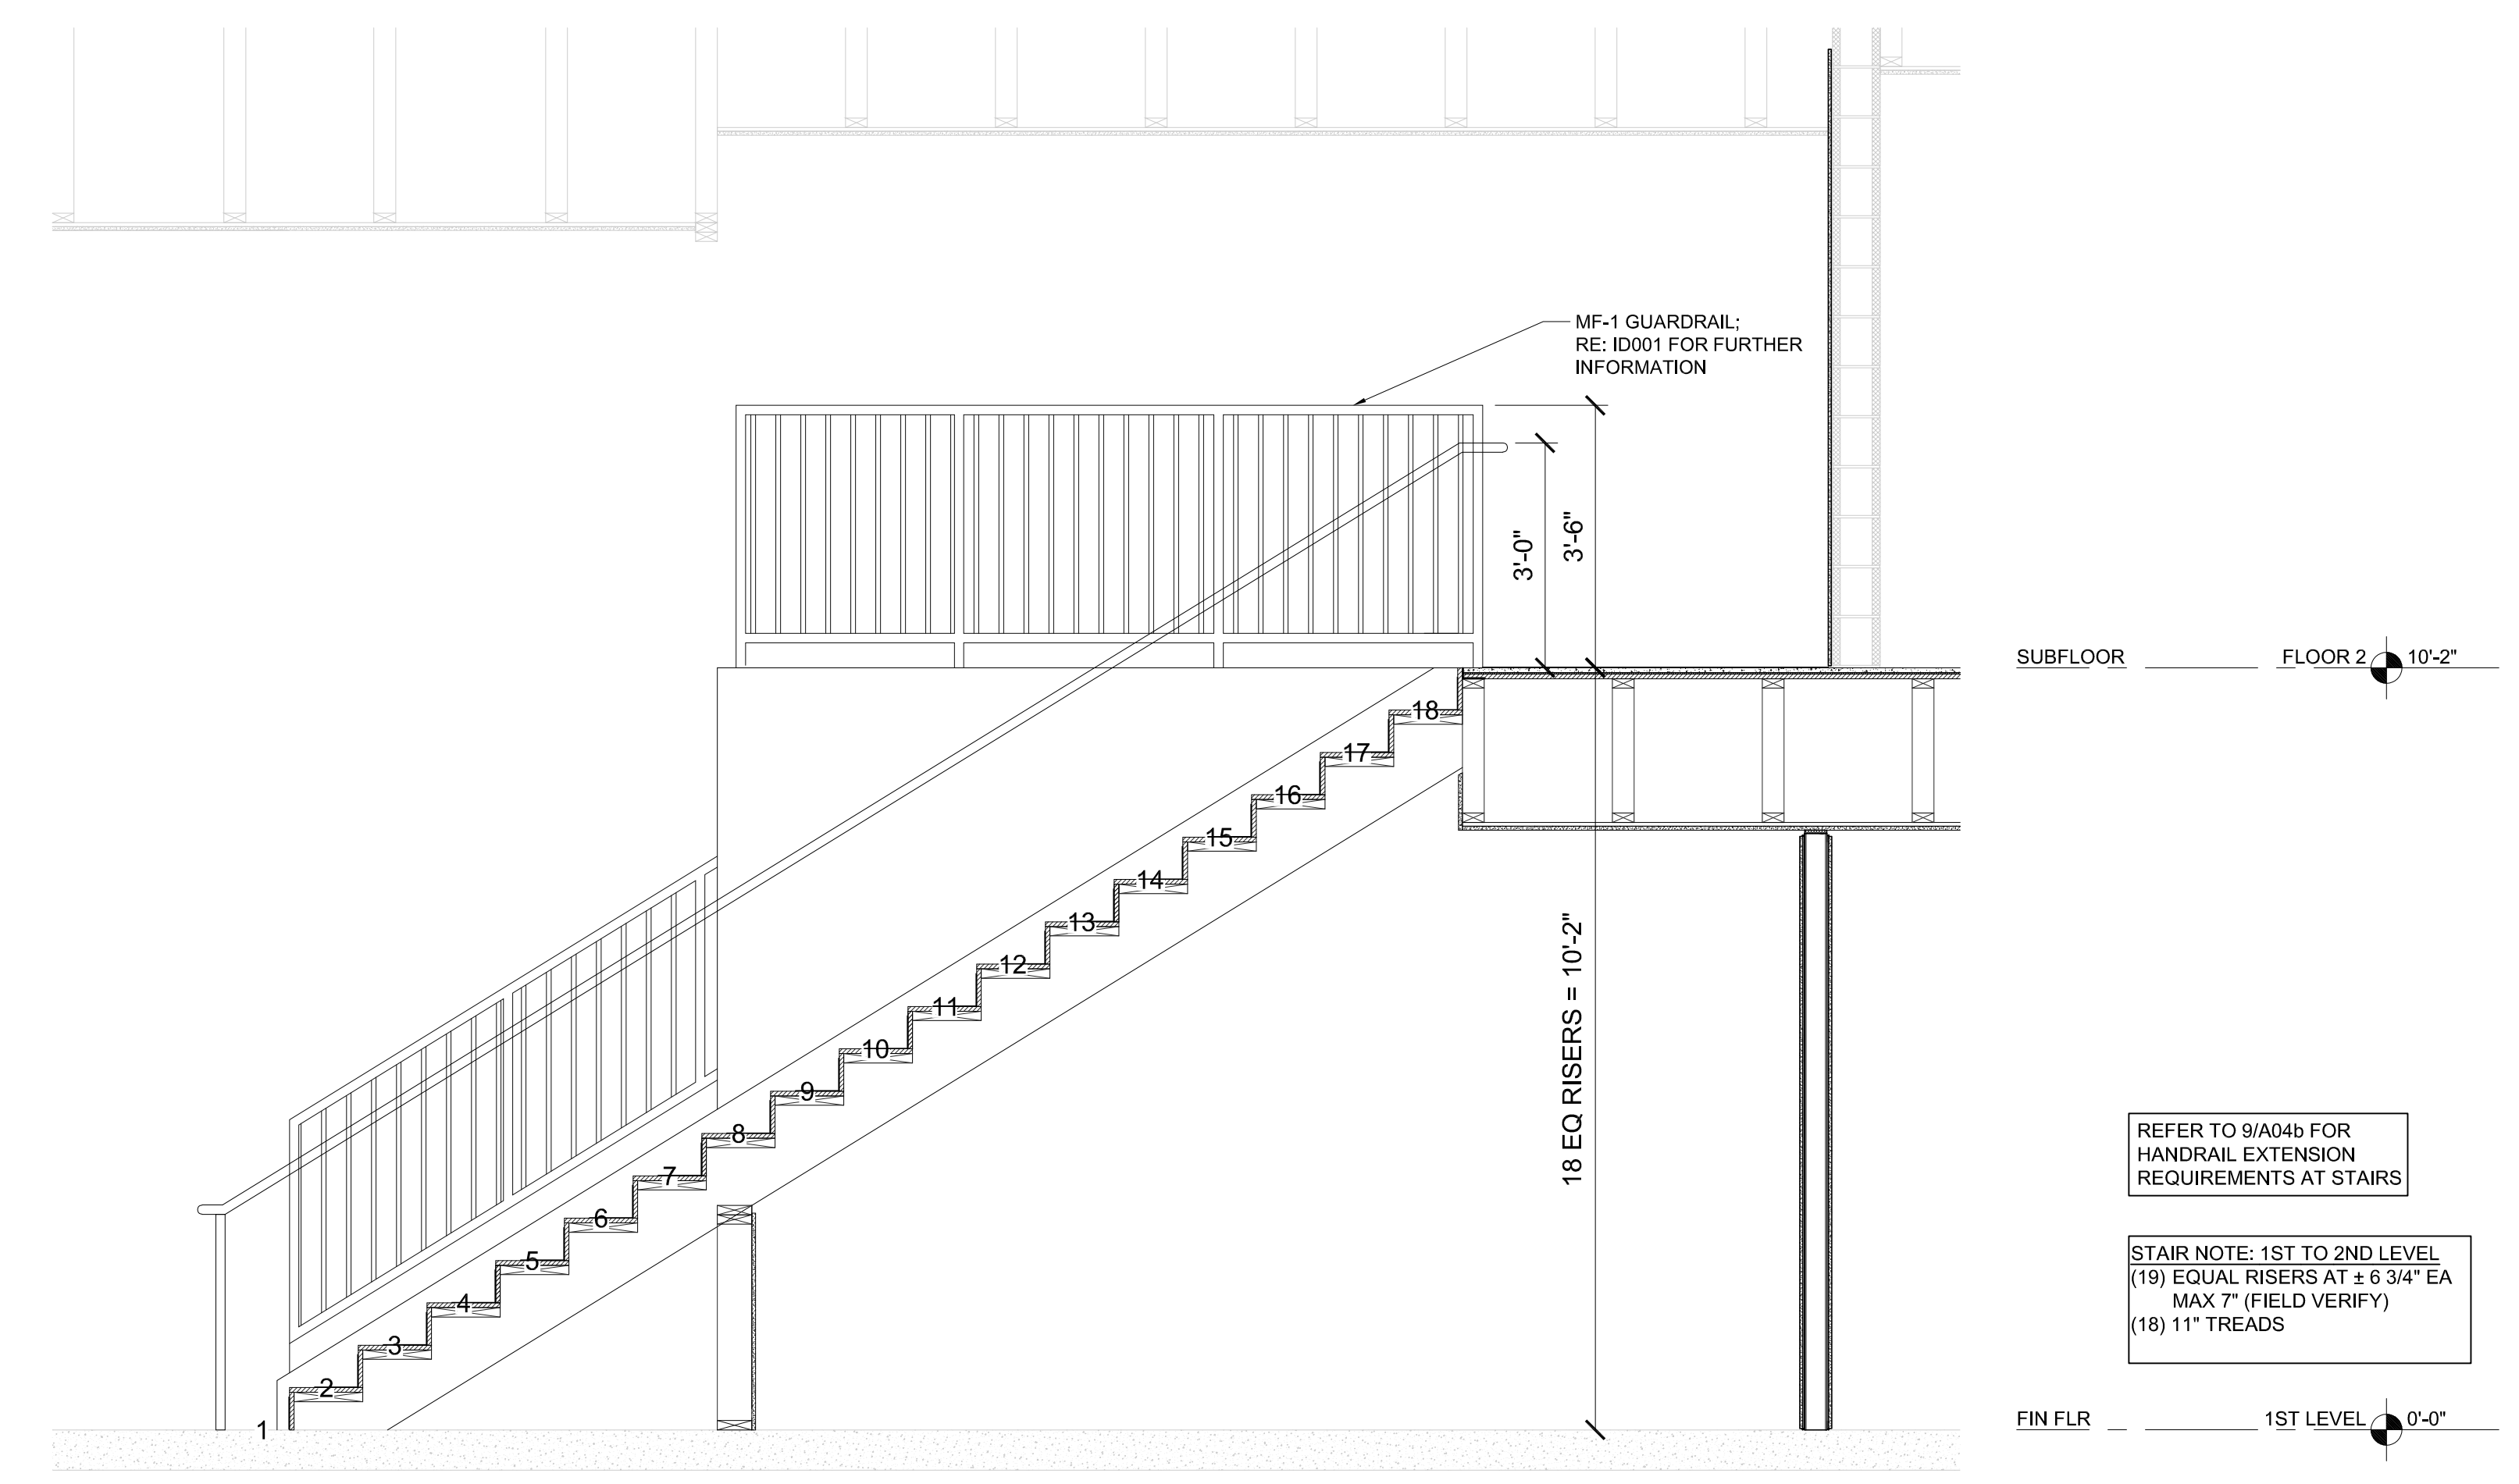 MF-1 GUARDRAIL;
RE: ID001 FOR FURTHER
INFORMATION
3'-0"
3'-6"
SUBFLOOR FLOOR 2 10'-2"
18
17
16
15
14
13
12
11
10
9
8
7
6
5
4
3
2
1
18 EQ RISERS = 10'-2"
REFER TO 9/A04b FOR
HANDRAIL EXTENSION
REQUIREMENTS AT STAIRS
STAIR NOTE: 1ST TO 2ND LEVEL
(19) EQUAL RISERS AT ± 6 3/4" EA
MAX 7" (FIELD VERIFY)
(18) 11" TREADS
FIN FLR 1ST LEVEL 0'-0"